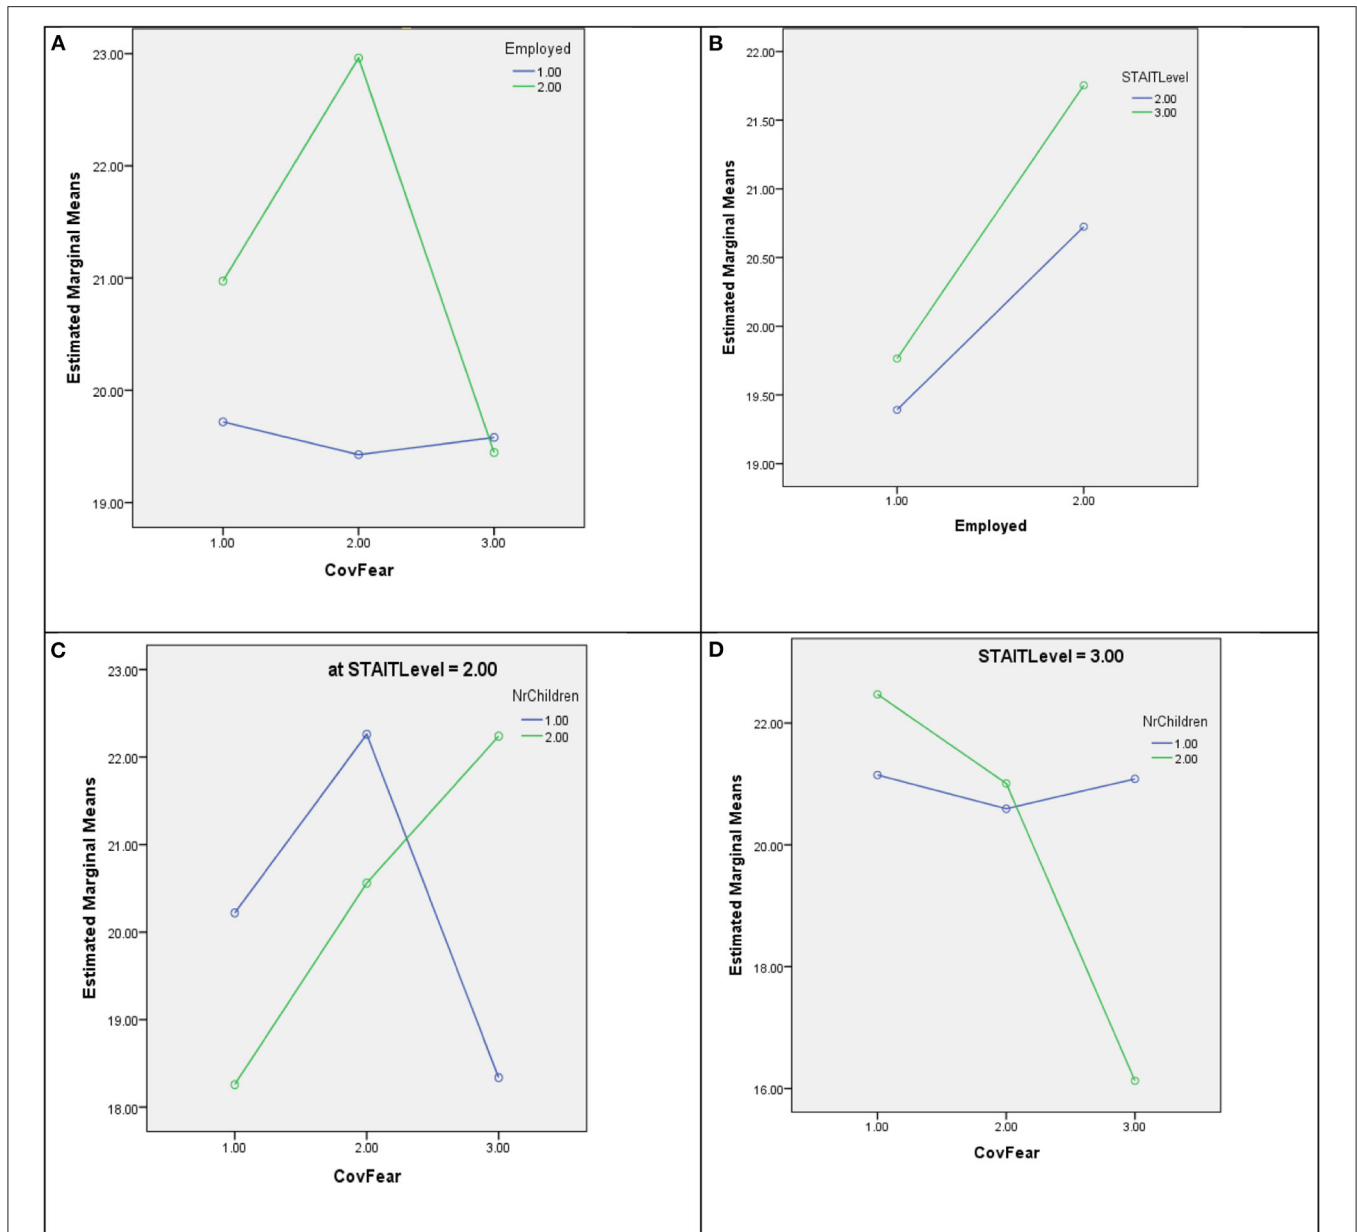 A
Employed
1.00
2.00
23.00
22.00
21.00
20.00
19.00
Estimated Marginal Means
1.00 2.00 3.00
CovFear
B
STAITLevel
2.00
3.00
22.00
21.50
21.00
20.50
20.00
19.50
19.00
Estimated Marginal Means
1.00 2.00
Employed
C
at STAITLevel = 2.00
NrChildren
1.00
2.00
23.00
22.00
21.00
20.00
19.00
18.00
Estimated Marginal Means
1.00 2.00 3.00
CovFear
D
STAITLevel = 3.00
NrChildren
1.00
2.00
22.00
20.00
18.00
16.00
Estimated Marginal Means
1.00 2.00 3.00
CovFear